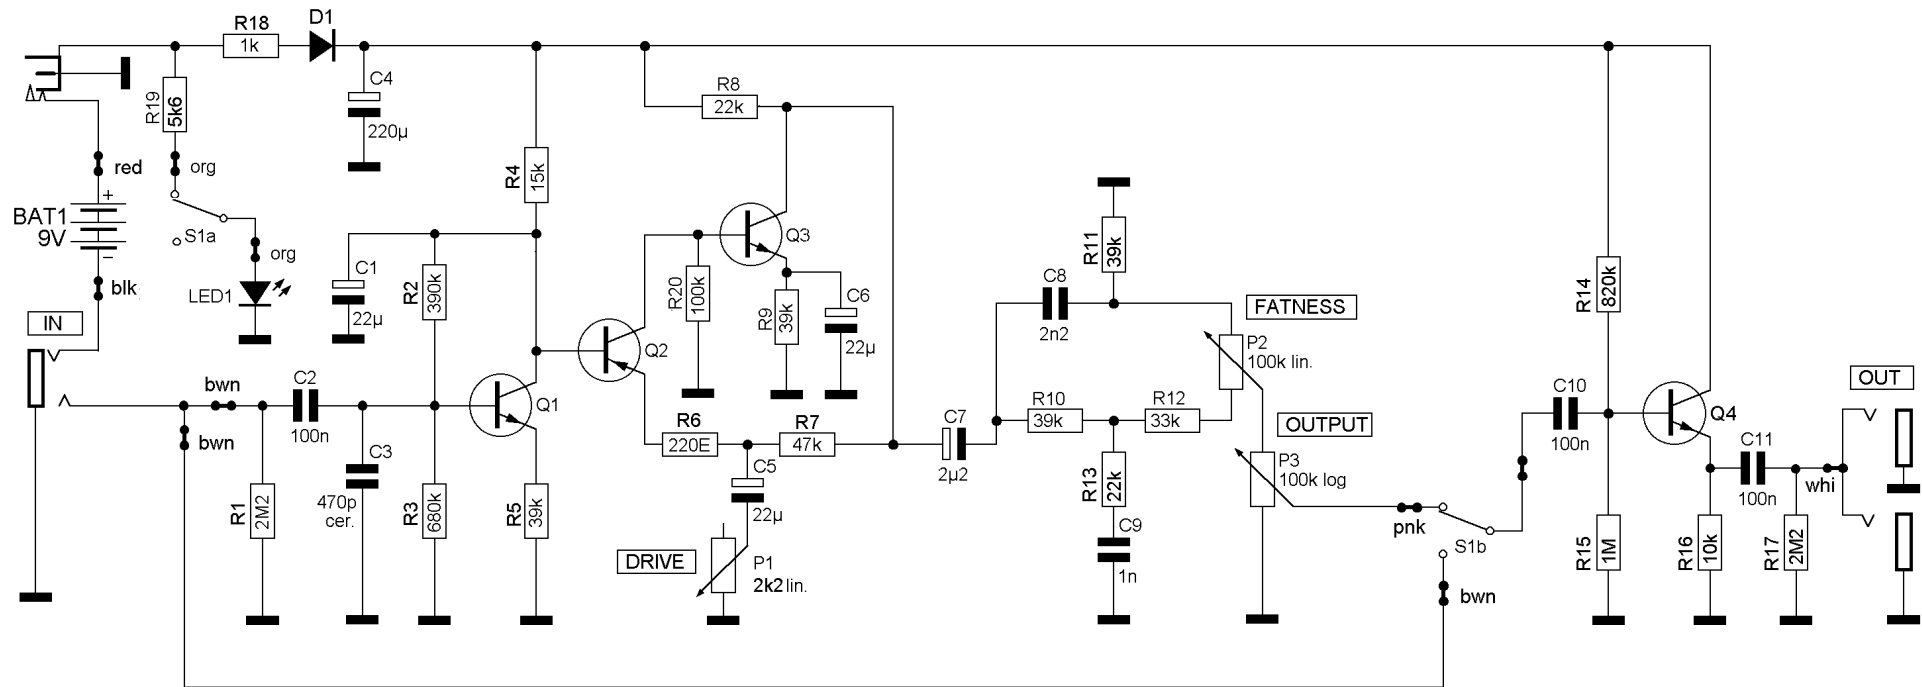 R18
1k
D1
C4
220µ
R19
5k6
red
org
BAT1
9V
+
−
S1a
org
blk
LED1
IN
C1
22µ
R2
390k
R4
15k
R8
22k
Q3
R20
100k
R9
39k
C6
22µ
Q2
bwn
bwn
C2
100n
C3
470p
cer.
R1
2M2
R3
680k
Q1
R5
39k
R6
220E
R7
47k
C5
22µ
DRIVE
P1
2k2 lin.
C7
2µ2
C8
2n2
R11
39k
FATNESS
P2
100k lin.
R10
39k
R12
33k
OUTPUT
P3
100k log
R13
22k
C9
1n
pnk
S1b
bwn
C10
100n
R14
820k
R15
1M
Q4
R16
10k
C11
100n
R17
2M2
whi
OUT